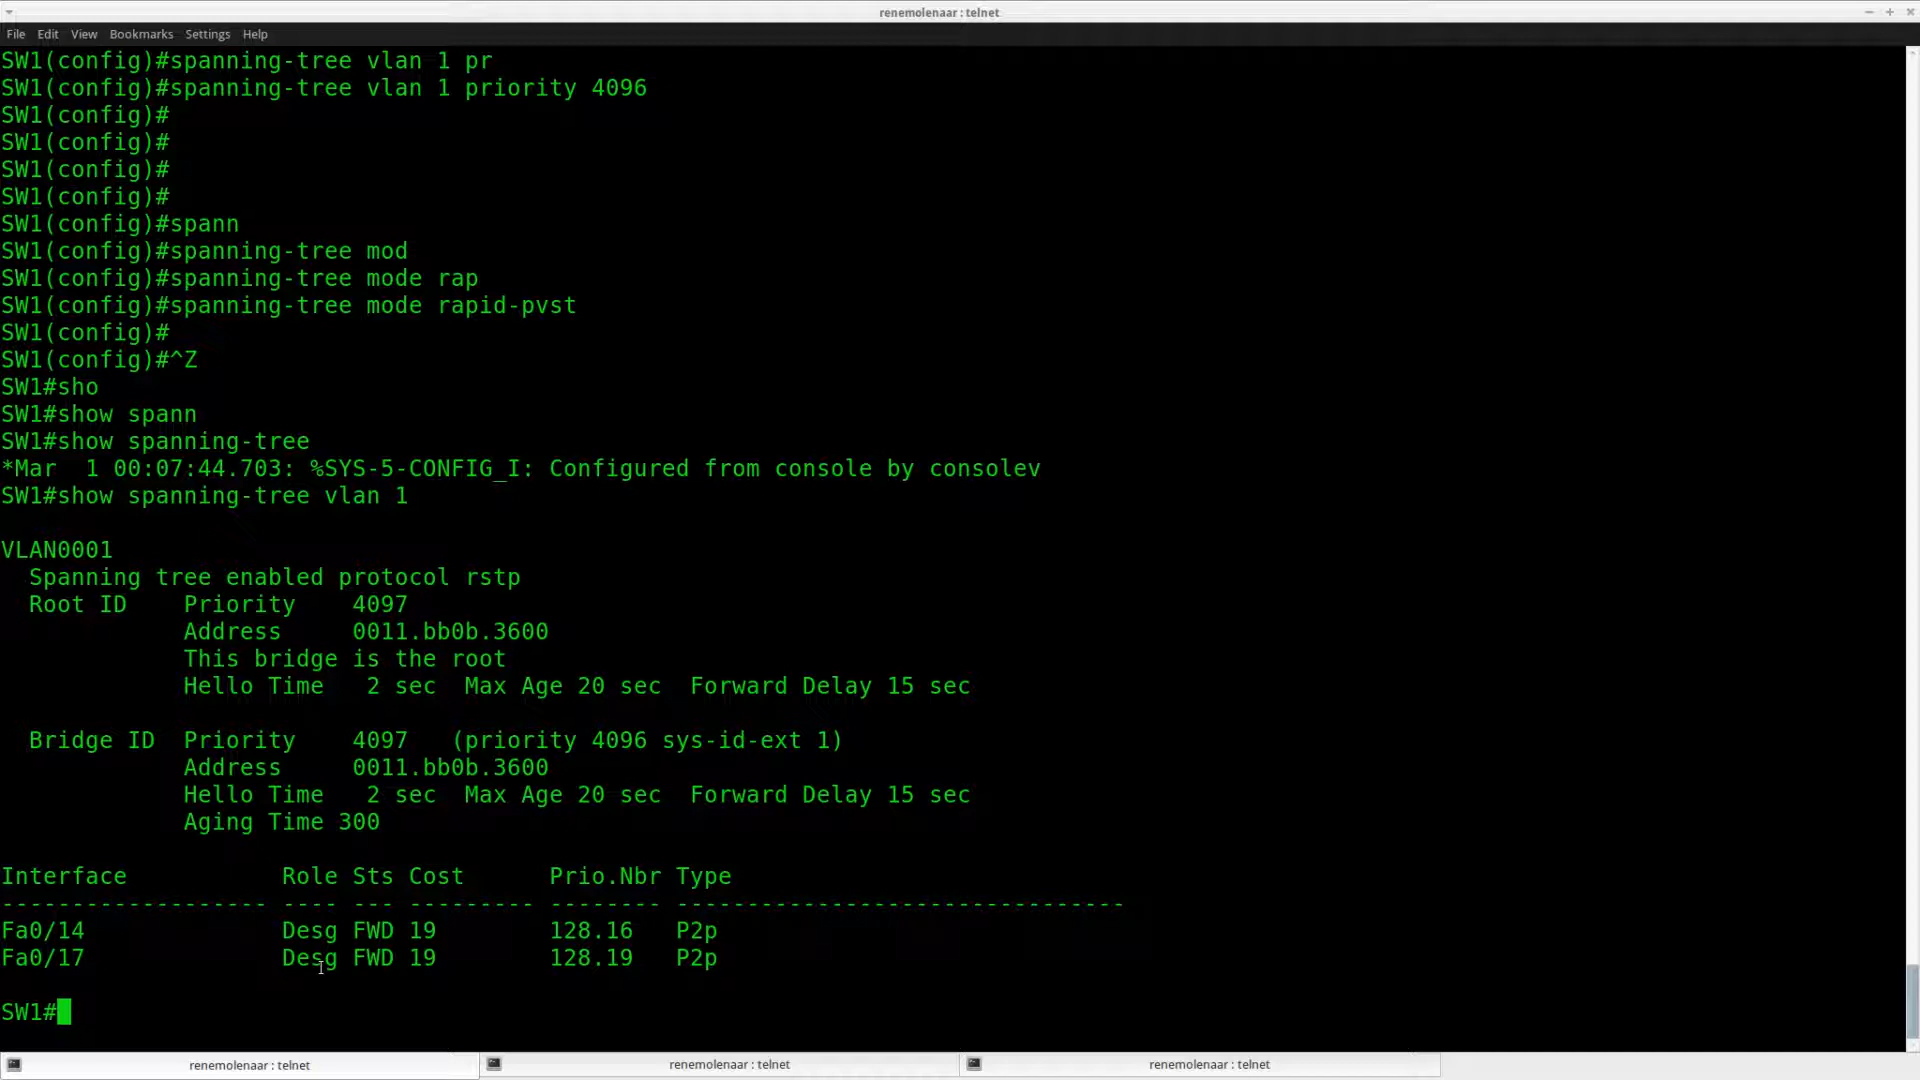 renemolenaar : telnet
File Edit View Bookmarks Settings Help
SW1(config)#spanning-tree vlan 1 pr
SW1(config)#spanning-tree vlan 1 priority 4096
SW1(config)#
SW1(config)#
SW1(config)#
SW1(config)#
SW1(config)#spann
SW1(config)#spanning-tree mod
SW1(config)#spanning-tree mode rap
SW1(config)#spanning-tree mode rapid-pvst
SW1(config)#
SW1(config)#^Z
SW1#sho
SW1#show spann
SW1#show spanning-tree
*Mar  1 00:07:44.703: %SYS-5-CONFIG_I: Configured from console by consolev
SW1#show spanning-tree vlan 1
VLAN0001
  Spanning tree enabled protocol rstp
  Root ID    Priority    4097
             Address     0011.bb0b.3600
             This bridge is the root
             Hello Time   2 sec  Max Age 20 sec  Forward Delay 15 sec
  Bridge ID  Priority    4097   (priority 4096 sys-id-ext 1)
             Address     0011.bb0b.3600
             Hello Time   2 sec  Max Age 20 sec  Forward Delay 15 sec
             Aging Time 300
Interface           Role Sts Cost      Prio.Nbr Type
------------------- ---- --- --------- -------- --------------------------------
Fa0/14              Desg FWD 19        128.16   P2p
Fa0/17              Desg FWD 19        128.19   P2p
SW1#
renemolenaar : telnet
renemolenaar : telnet
renemolenaar : telnet